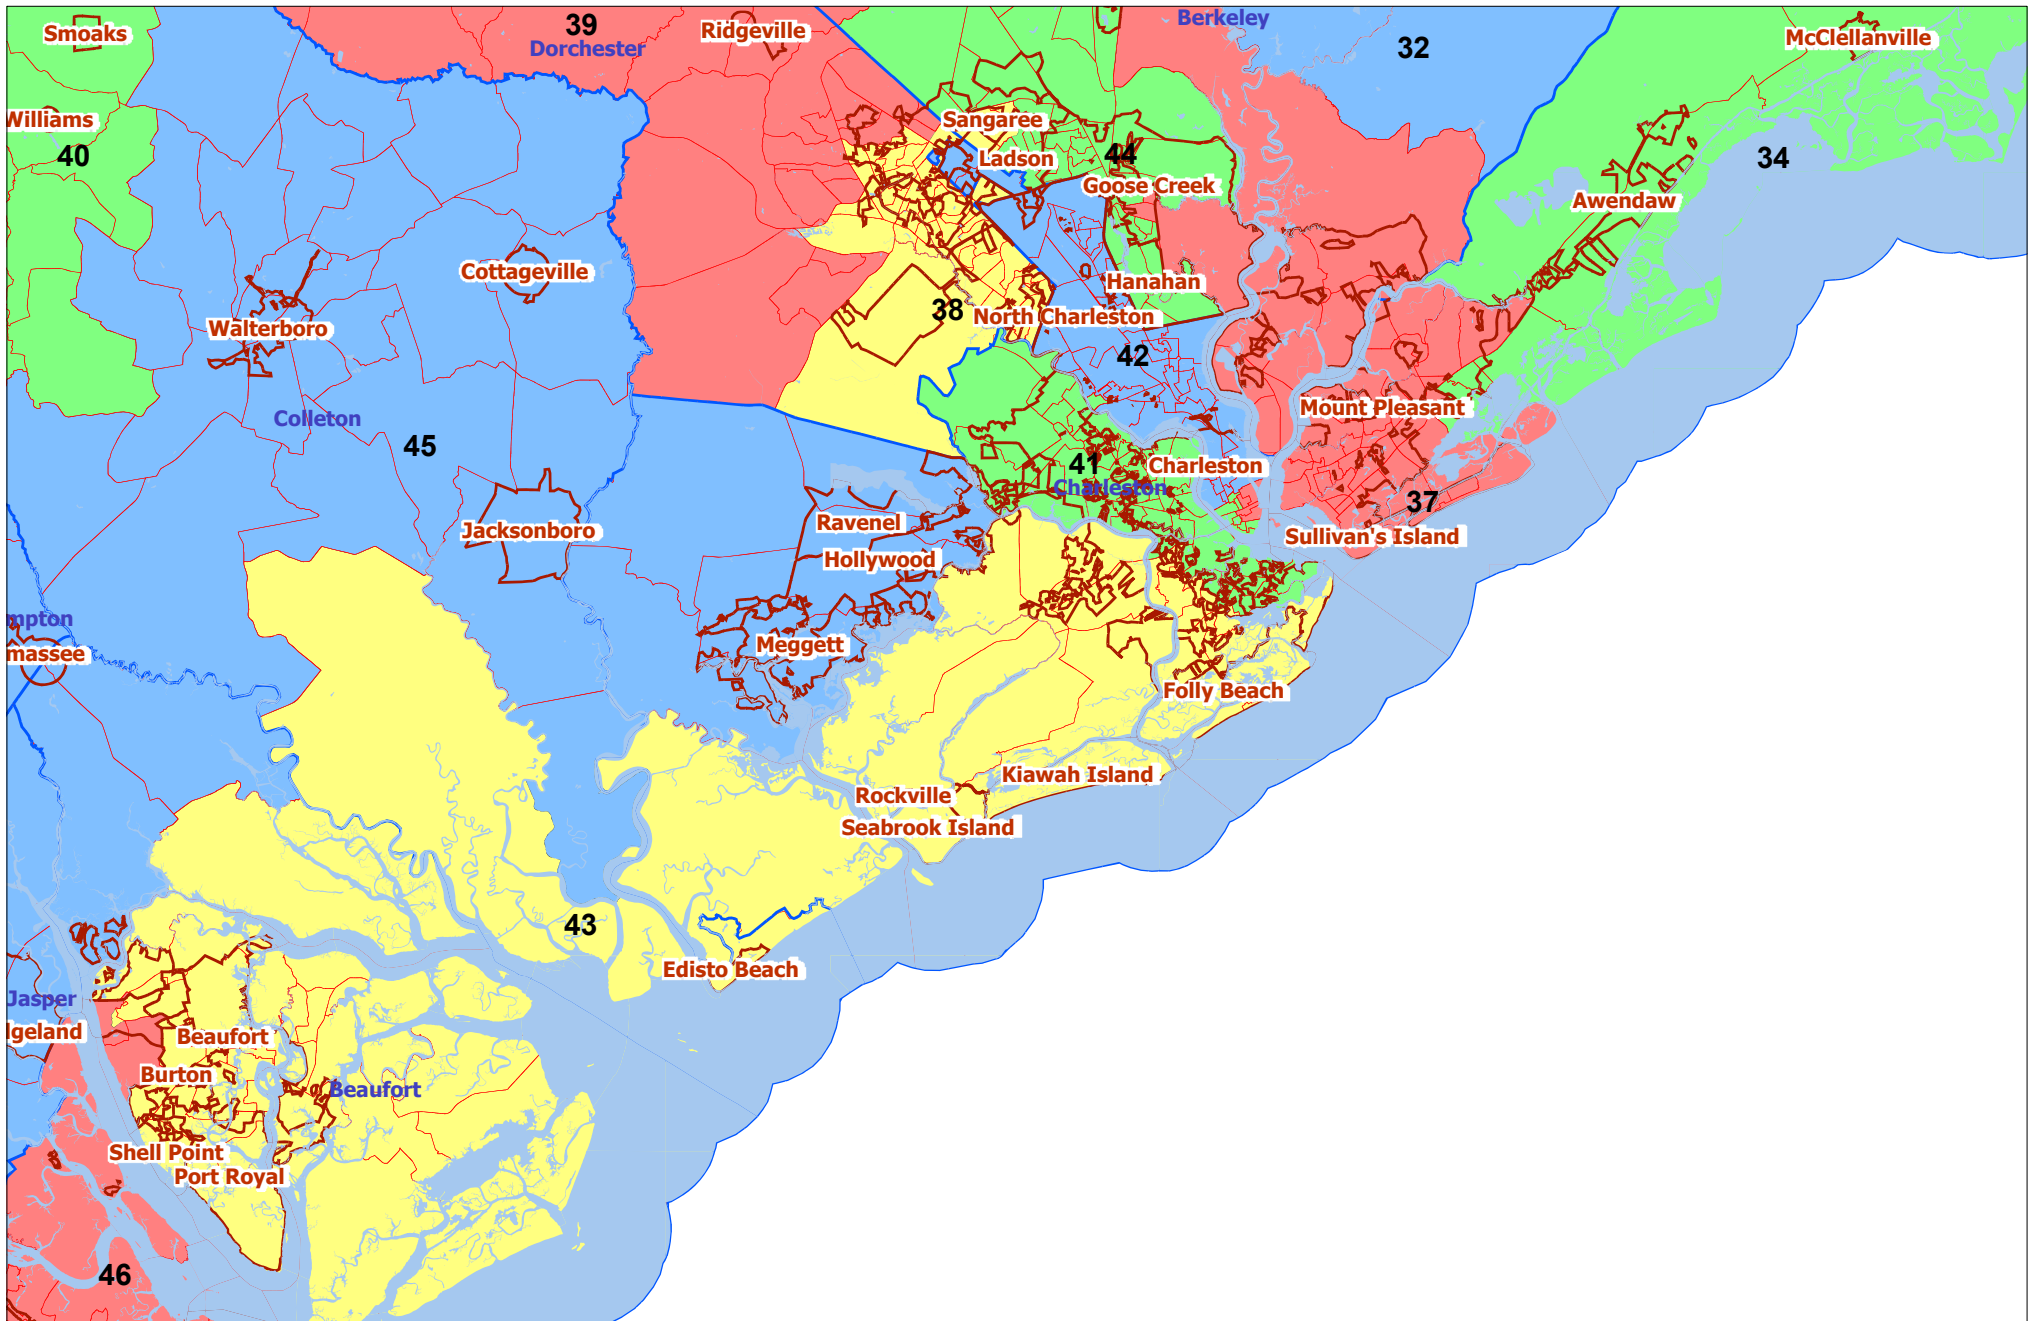 Smoaks
39
Dorchester
Ridgeville
Berkeley
32
McClellanville
Williams
40
Sangaree
Ladson
44
Goose Creek
34
Awendaw
Cottageville
Hanahan
Walterboro
38
North Charleston
42
Colleton
45
Mount Pleasant
41
Charleston
Charleston
37
Jacksonboro
Ravenel
Sullivan's Island
Hollywood
mpton
massee
Meggett
Folly Beach
Kiawah Island
Rockville
Seabrook Island
43
Edisto Beach
Jasper
dgeland
Beaufort
Burton
Beaufort
Shell Point
Port Royal
46